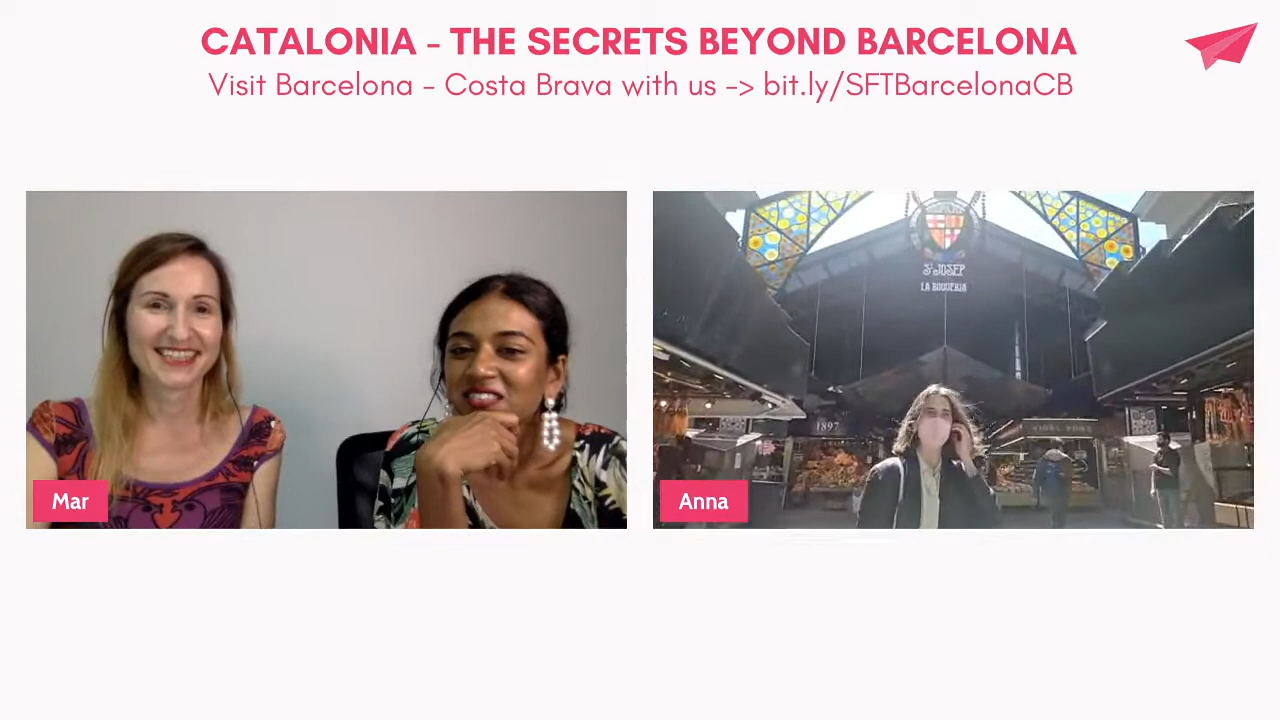 CATALONIA - THE SECRETS BEYOND BARCELONA
Visit Barcelona - Costa Brava with us -> bit.ly/SFTBarcelonaCB
ST JOSEP
LA BOQUERIA
1897
Mar
Anna